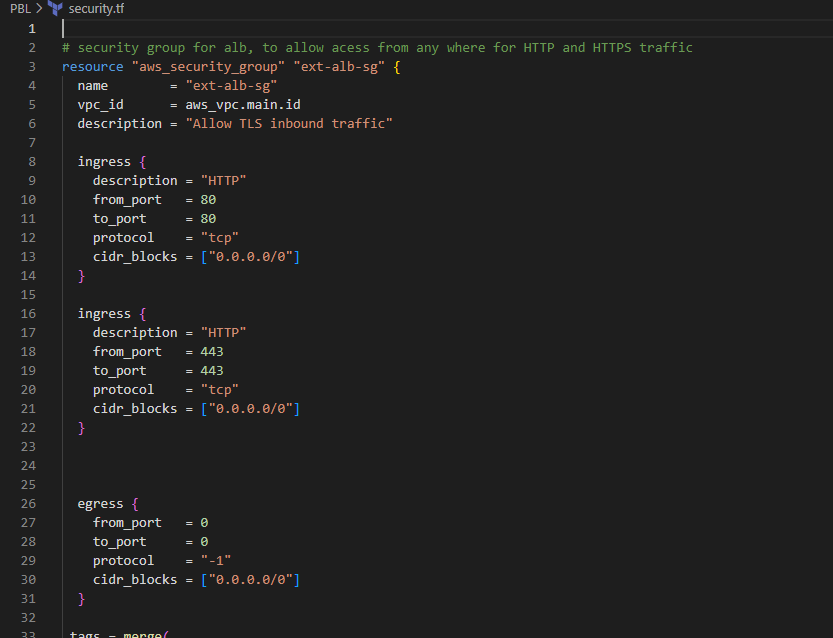 PBL > security.tf
1
2 # security group for alb, to allow acess from any where for HTTP and HTTPS traffic
3 resource "aws_security_group" "ext-alb-sg" {
4   name        = "ext-alb-sg"
5   vpc_id      = aws_vpc.main.id
6   description = "Allow TLS inbound traffic"
7
8   ingress {
9     description = "HTTP"
10     from_port   = 80
11     to_port     = 80
12     protocol    = "tcp"
13     cidr_blocks = ["0.0.0.0/0"]
14   }
15
16   ingress {
17     description = "HTTP"
18     from_port   = 443
19     to_port     = 443
20     protocol    = "tcp"
21     cidr_blocks = ["0.0.0.0/0"]
22   }
23
24
25
26   egress {
27     from_port   = 0
28     to_port     = 0
29     protocol    = "-1"
30     cidr_blocks = ["0.0.0.0/0"]
31   }
32
33  tags = merge(